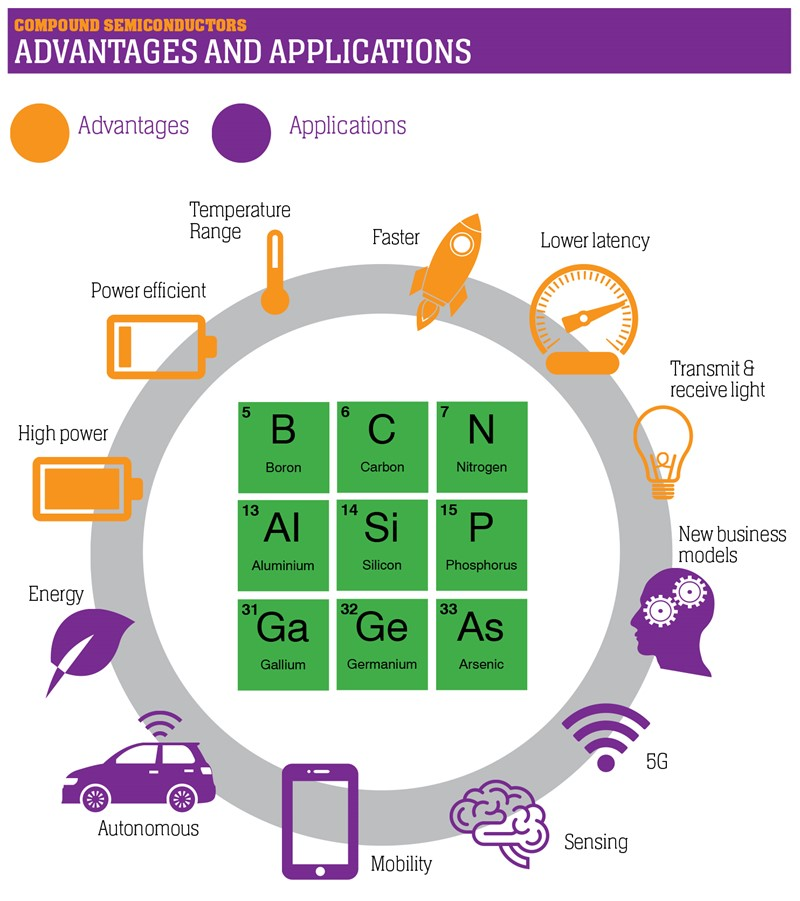 COMPOUND SEMICONDUCTORS
ADVANTAGES AND APPLICATIONS
Advantages
Applications
Temperature
Range
Faster
Lower latency
Power efficient
Transmit &
receive light
High power
5
B
Boron
6
C
Carbon
7
N
Nitrogen
13
Al
Aluminium
14
Si
Silicon
15
P
Phosphorus
31
Ga
Gallium
32
Ge
Germanium
33
As
Arsenic
New business
models
Energy
5G
Autonomous
Sensing
Mobility